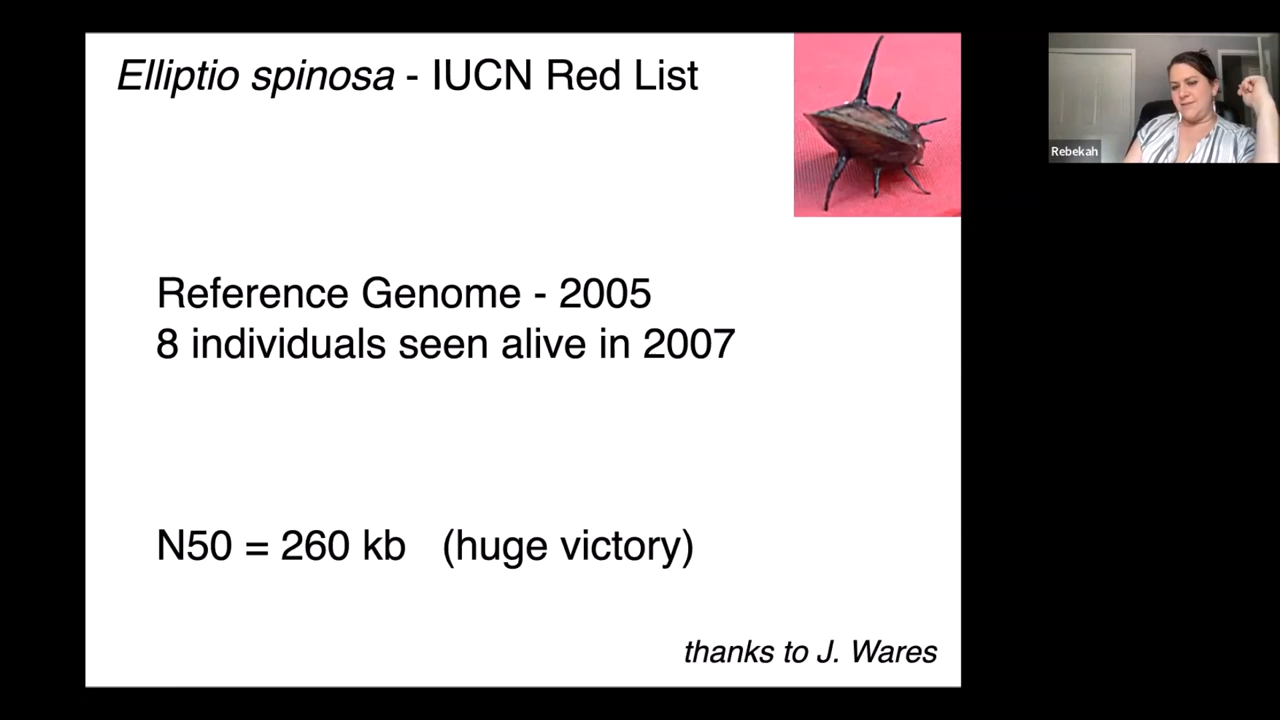 Elliptio spinosa - IUCN Red List
Rebekah
Reference Genome - 2005
8 individuals seen alive in 2007
N50 = 260 kb (huge victory)
thanks to J. Wares